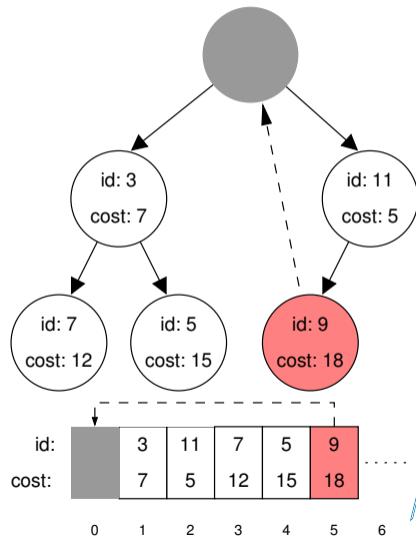 id: 3
cost: 7
id: 11
cost: 5
id: 7
cost: 12
id: 5
cost: 15
id: 9
cost: 18
id: 3 11 7 5 9
cost: 7 5 12 15 18
0 1 2 3 4 5 6